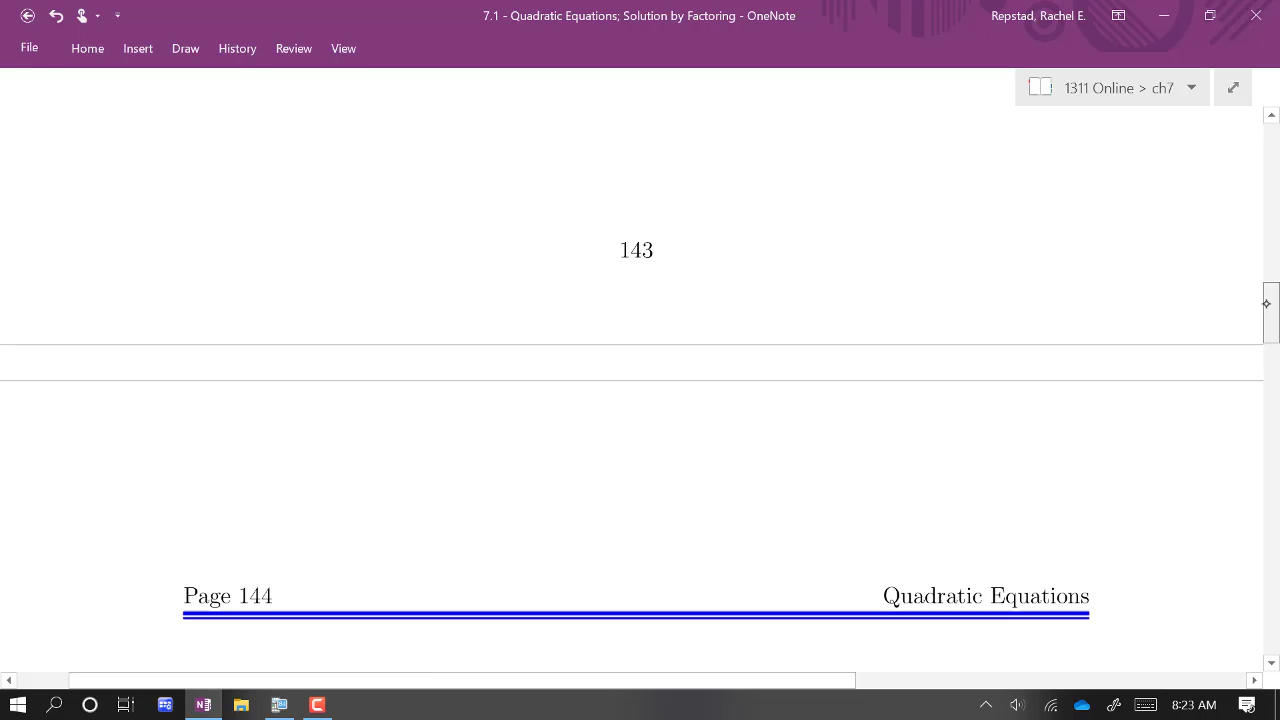 7.1 - Quadratic Equations; Solution by Factoring - OneNote
Repstad, Rachel E.
File Home Insert Draw History Review View
1311 Online > ch7
143
Page 144 Quadratic Equations
8:23 AM